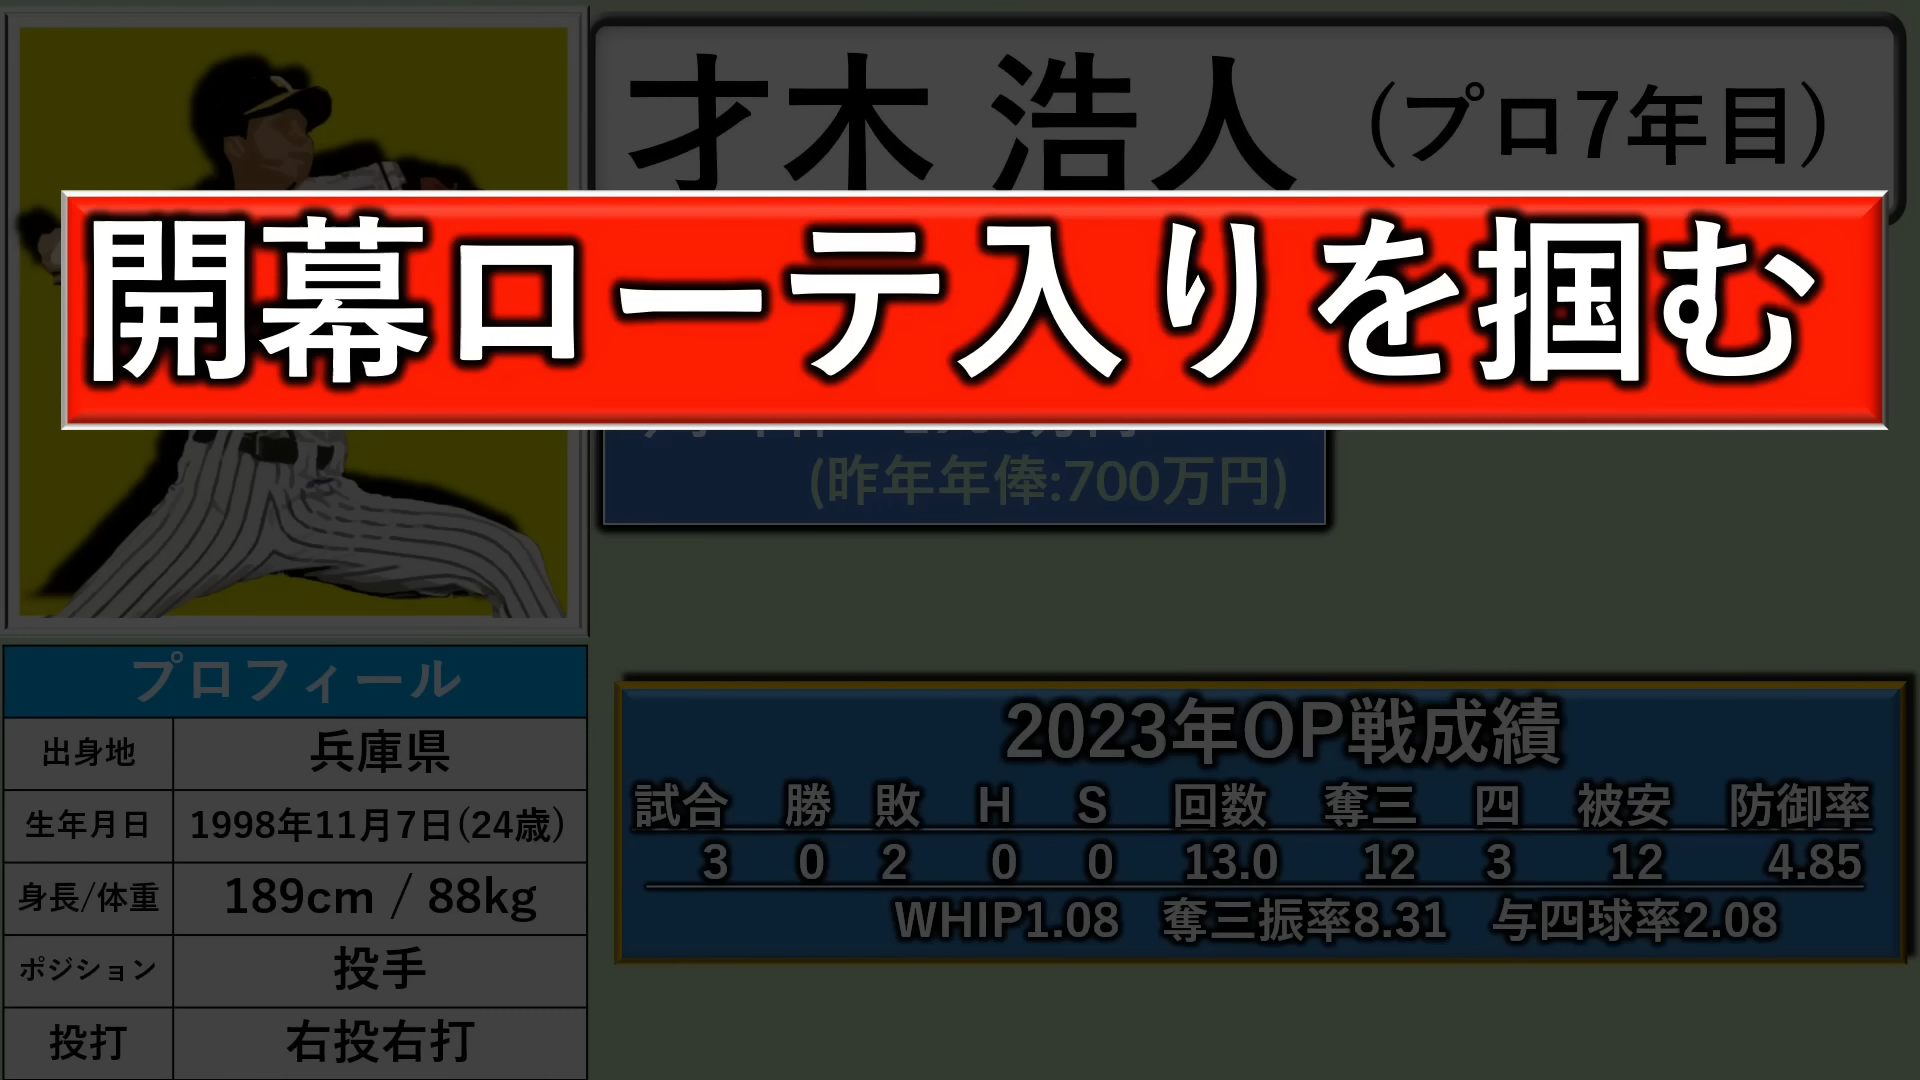 才木 浩人 (プロ7年目)
開幕ローテ入りを掴む
(昨年年俸:700万円)
プロフィール
出身地 兵庫県
生年月日 1998年11月7日(24歳)
身長/体重 189cm / 88kg
ポジション 投手
投打 右投右打
2023年OP戦成績
試合 勝 敗 H S 回数 奪三 四 被安 防御率
3 0 2 0 0 13.0 12 3 12 4.85
WHIP1.08 奪三振率8.31 与四球率2.08